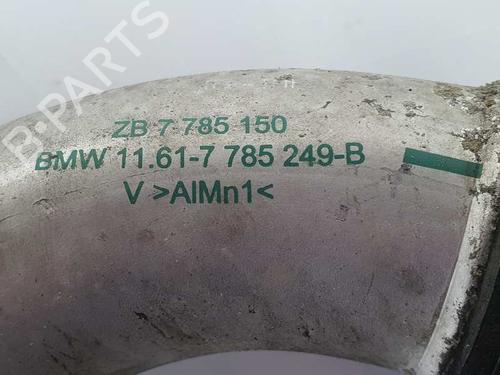 B-PARTS
ZB 7 785 150
BMW 11.61-7 785 249-B
V >AlMn1<